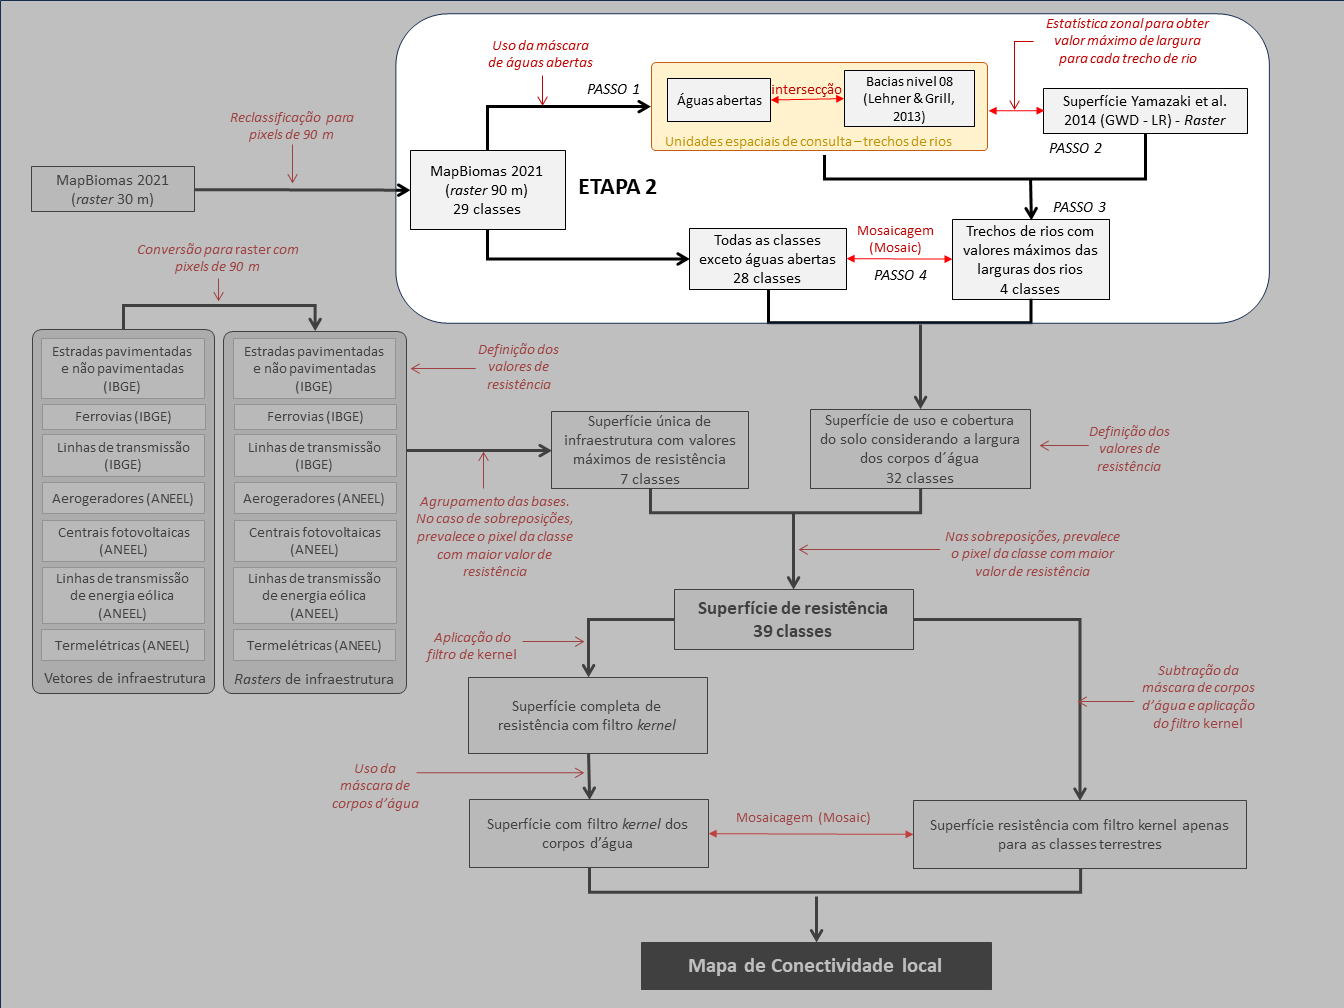 Uso da máscara
de águas abertas
PASSO 1
Águas abertas
intersecção
Bacias nivel 08
(Lehner & Grill,
2013)
Unidades espaciais de consulta – trechos de rios
Estatística zonal para obter
valor máximo de largura
para cada trecho de rio
Superfície Yamazaki et al.
2014 (GWD - LR) - Raster
PASSO 2
Reclassificação para
pixels de 90 m
MapBiomas 2021
(raster 30 m)
MapBiomas 2021
(raster 90 m)
29 classes
ETAPA 2
PASSO 3
Todas as classes
exceto águas abertas
28 classes
Mosaicagem
(Mosaic)
PASSO 4
Trechos de rios com
valores máximos das
larguras dos rios
4 classes
Conversão para raster com
pixels de 90 m
Estradas pavimentadas
e não pavimentadas
(IBGE)
Ferrovias (IBGE)
Linhas de transmissão
(IBGE)
Aerogeradores (ANEEL)
Centrais fotovoltaicas
(ANEEL)
Linhas de transmissão
de energia eólica
(ANEEL)
Termelétricas (ANEEL)
Vetores de infraestrutura
Estradas pavimentadas
e não pavimentadas
(IBGE)
Ferrovias (IBGE)
Linhas de transmissão
(IBGE)
Aerogeradores (ANEEL)
Centrais fotovoltaicas
(ANEEL)
Linhas de transmissão
de energia eólica
(ANEEL)
Termelétricas (ANEEL)
Rasters de infraestrutura
Definição dos
valores de
resistência
Superfície única de
infraestrutura com valores
máximos de resistência
7 classes
Superfície de uso e cobertura
do solo considerando a largura
dos corpos d´água
32 classes
Definição dos
valores de
resistência
Agrupamento das bases.
No caso de sobreposições,
prevalece o pixel da classe
com maior valor de
resistência
Nas sobreposições, prevalece
o pixel da classe com maior
valor de resistência
Superfície de resistência
39 classes
Aplicação do
filtro de kernel
Superfície completa de
resistência com filtro kernel
Subtração da
máscara de corpos
d'água e aplicação
do filtro kernel
Uso da
máscara de
corpos d'água
Superfície com filtro kernel dos
corpos d'água
Mosaicagem (Mosaic)
Superfície resistência com filtro kernel apenas
para as classes terrestres
Mapa de Conectividade local